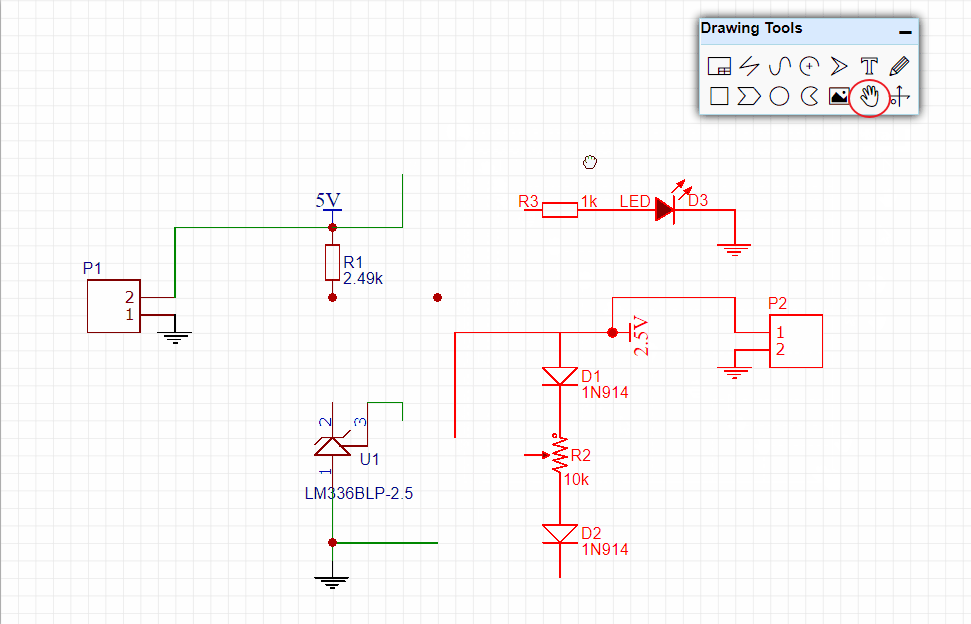 Drawing Tools
T
5V
R3
1k
LED
D3
P1
R1
2.49k
2
1
P2
2.5V
1
2
D1
1N914
2
3
U1
R2
10k
1
LM336BLP-2.5
D2
1N914